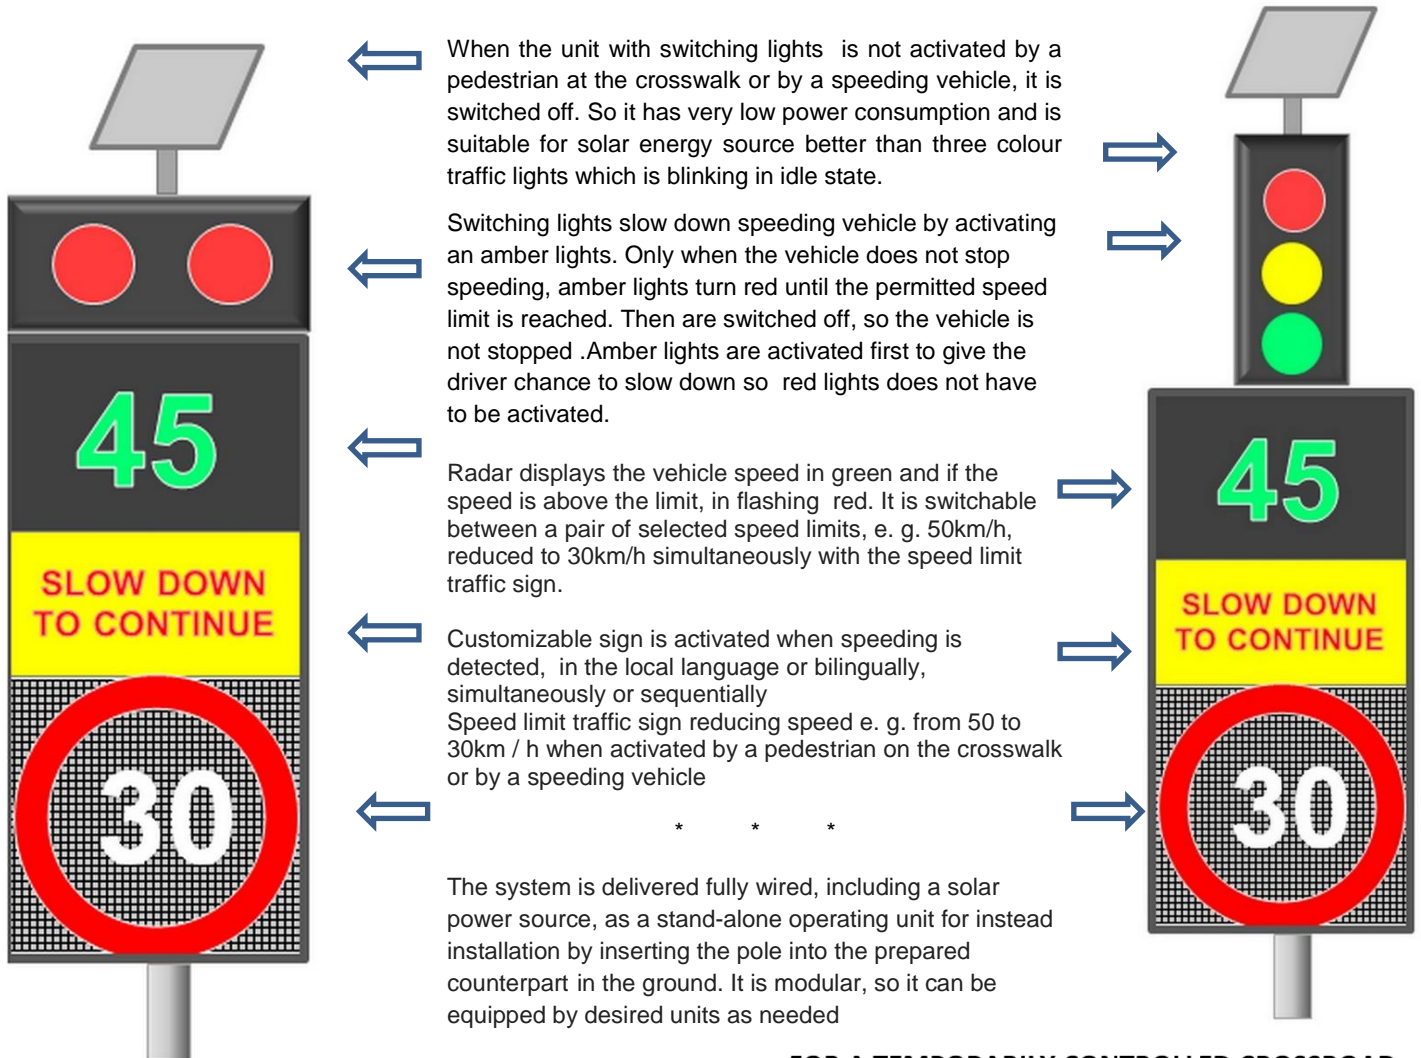 When the unit with switching lights is not activated by a
pedestrian at the crosswalk or by a speeding vehicle, it is
switched off. So it has very low power consumption and is
suitable for solar energy source better than three colour
traffic lights which is blinking in idle state.
Switching lights slow down speeding vehicle by activating
an amber lights. Only when the vehicle does not stop
speeding, amber lights turn red until the permitted speed
limit is reached. Then are switched off, so the vehicle is
not stopped .Amber lights are activated first to give the
driver chance to slow down so red lights does not have
to be activated.
Radar displays the vehicle speed in green and if the
speed is above the limit, in flashing red. It is switchable
between a pair of selected speed limits, e. g. 50km/h,
reduced to 30km/h simultaneously with the speed limit
traffic sign.
Customizable sign is activated when speeding is
detected, in the local language or bilingually,
simultaneously or sequentially
Speed limit traffic sign reducing speed e. g. from 50 to
30km / h when activated by a pedestrian on the crosswalk
or by a speeding vehicle
* * *
The system is delivered fully wired, including a solar
power source, as a stand-alone operating unit for instead
installation by inserting the pole into the prepared
counterpart in the ground. It is modular, so it can be
equipped by desired units as needed
45
SLOW DOWN
TO CONTINUE
30
45
SLOW DOWN
TO CONTINUE
30
FOR A TEMPORARILY CONTROLLED CROSSROAD